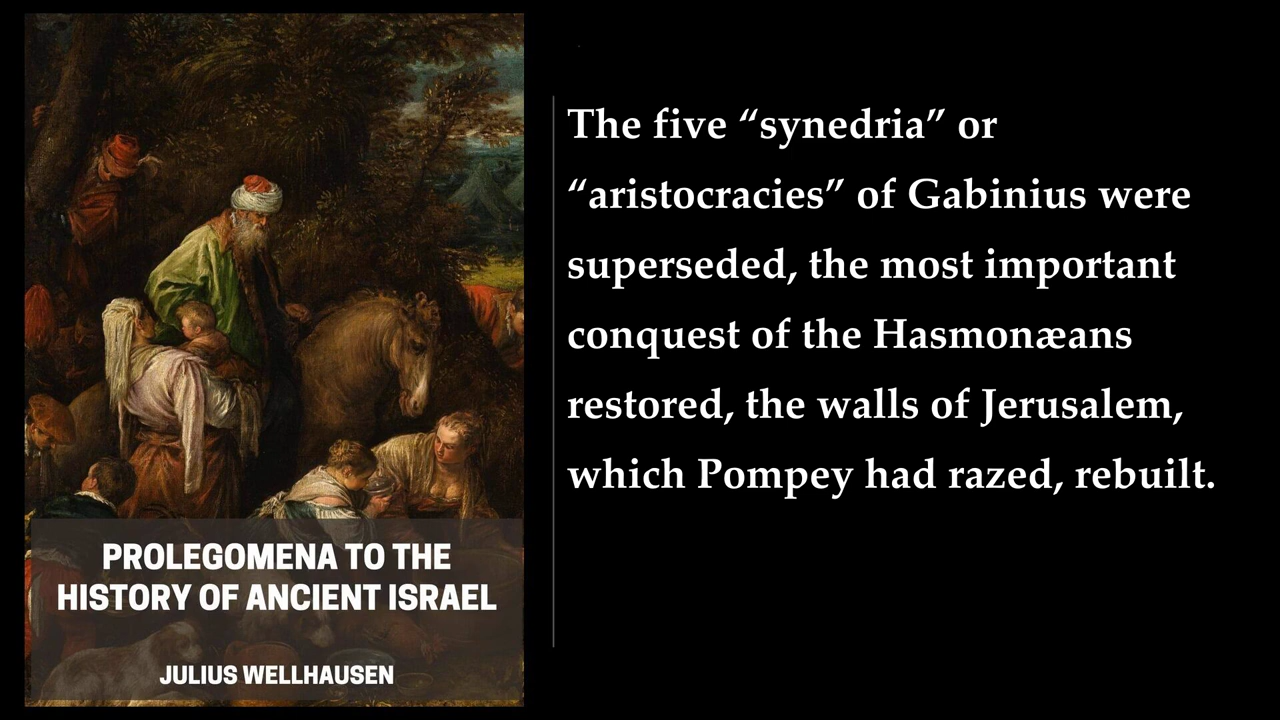 The five “synedria” or
“aristocracies” of Gabinius were
superseded, the most important
conquest of the Hasmonæans
restored, the walls of Jerusalem,
which Pompey had razed, rebuilt.
PROLEGOMENA TO THE
HISTORY OF ANCIENT ISRAEL
JULIUS WELLHAUSEN